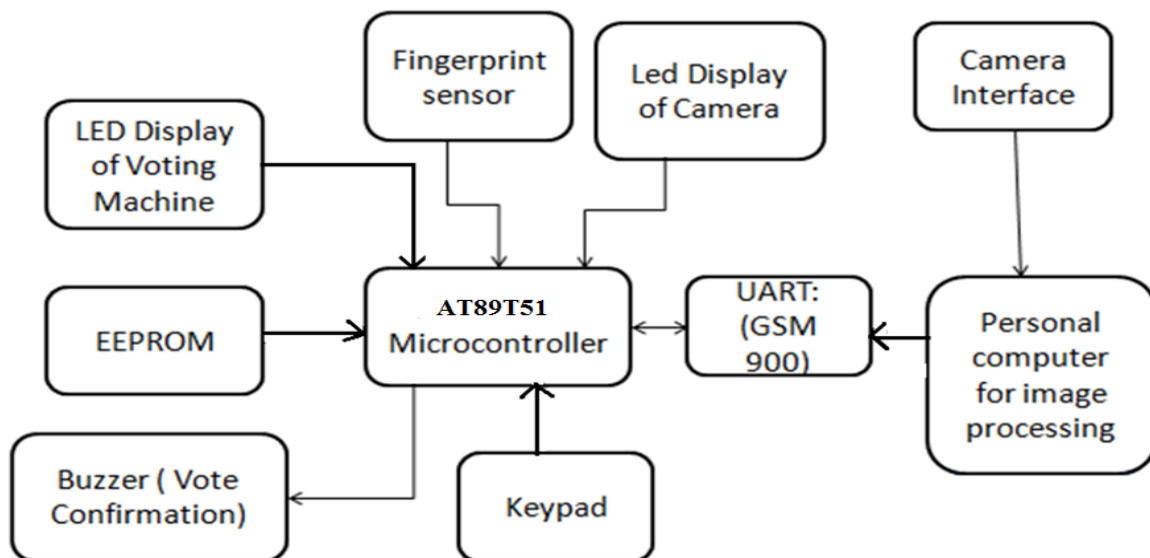 Fingerprint
sensor
Led Display
of Camera
Camera
Interface
LED Display
of Voting
Machine
EEPROM
AT89T51
Microcontroller
UART:
(GSM
900)
Personal
computer
for image
processing
Buzzer ( Vote
Confirmation)
Keypad